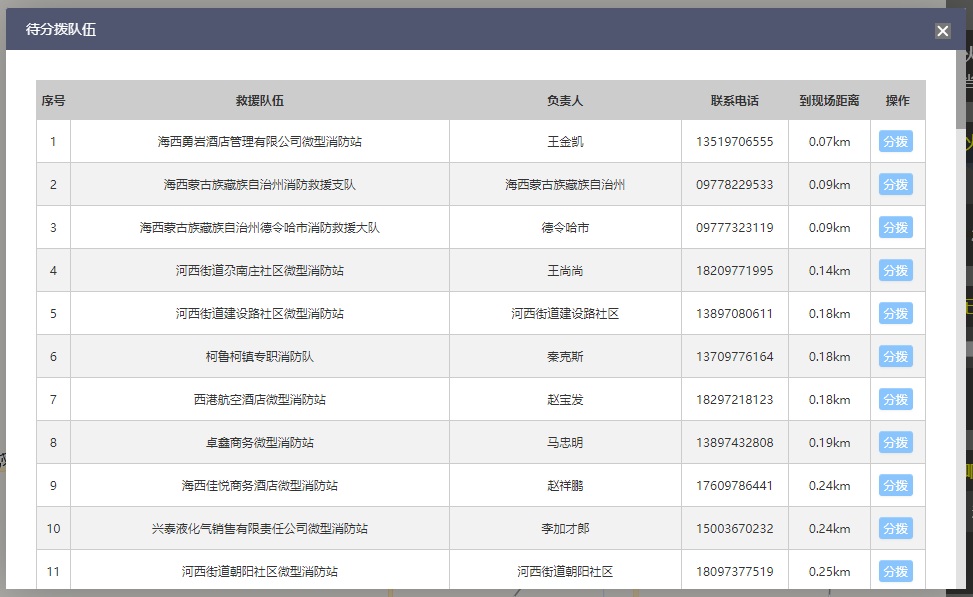 待分拨队伍
序号 救援队伍 负责人 联系电话 到现场距离 操作
1 海西勇岩酒店管理有限公司微型消防站 王金凯 13519706555 0.07km 分拨
2 海西蒙古族藏族自治州消防救援支队 海西蒙古族藏族自治州 09778229533 0.09km 分拨
3 海西蒙古族藏族自治州德令哈市消防救援大队 德令哈市 09777323119 0.09km 分拨
4 河西街道尕南庄社区微型消防站 王尚尚 18209771995 0.14km 分拨
5 河西街道建设路社区微型消防站 河西街道建设路社区 13897080611 0.18km 分拨
6 柯鲁柯镇专职消防队 秦克斯 13709776164 0.18km 分拨
7 西港航空酒店微型消防站 赵宝发 18297218123 0.18km 分拨
8 卓鑫商务微型消防站 马忠明 13897432808 0.19km 分拨
9 海西佳悦商务酒店微型消防站 赵祥鹏 17609786441 0.24km 分拨
10 兴泰液化气销售有限责任公司微型消防站 李加才郎 15003670232 0.24km 分拨
11 河西街道朝阳社区微型消防站 河西街道朝阳社区 18097377519 0.25km 分拨